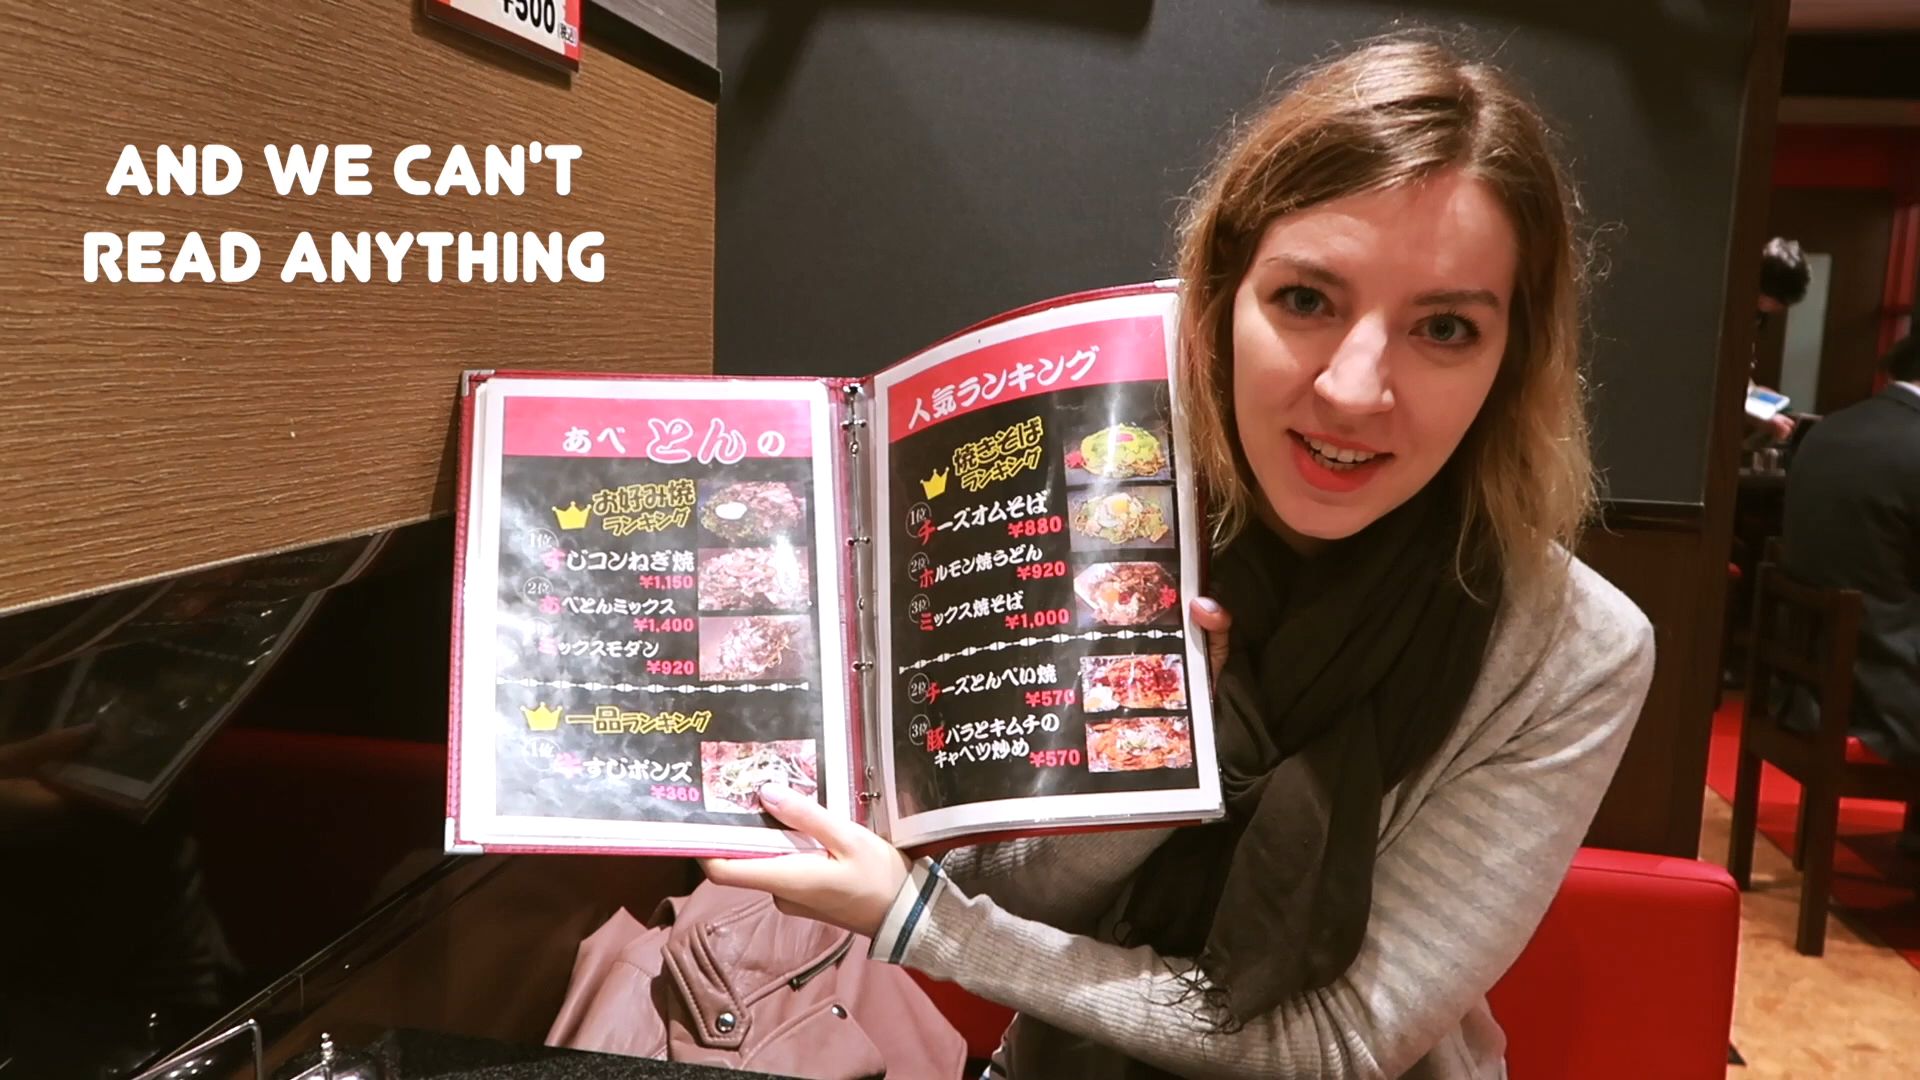 ¥500
(税込)
AND WE CAN'T
READ ANYTHING
あべとんの
お好み焼
ランキング
1位
すじコンねぎ焼
¥1,150
2位
あべとんミックス
¥1,400
ミックスモダン
¥920
一品ランキング
1位
牛すじポンズ
¥360
人気ランキング
焼きそば
ランキング
1位
チーズオムそば
¥880
2位
ホルモン焼うどん
¥920
3位
ミックス焼そば
¥1,000
2位
チーズとんぺい焼
¥570
3位
豚バラとキムチの
キャベツ炒め
¥570